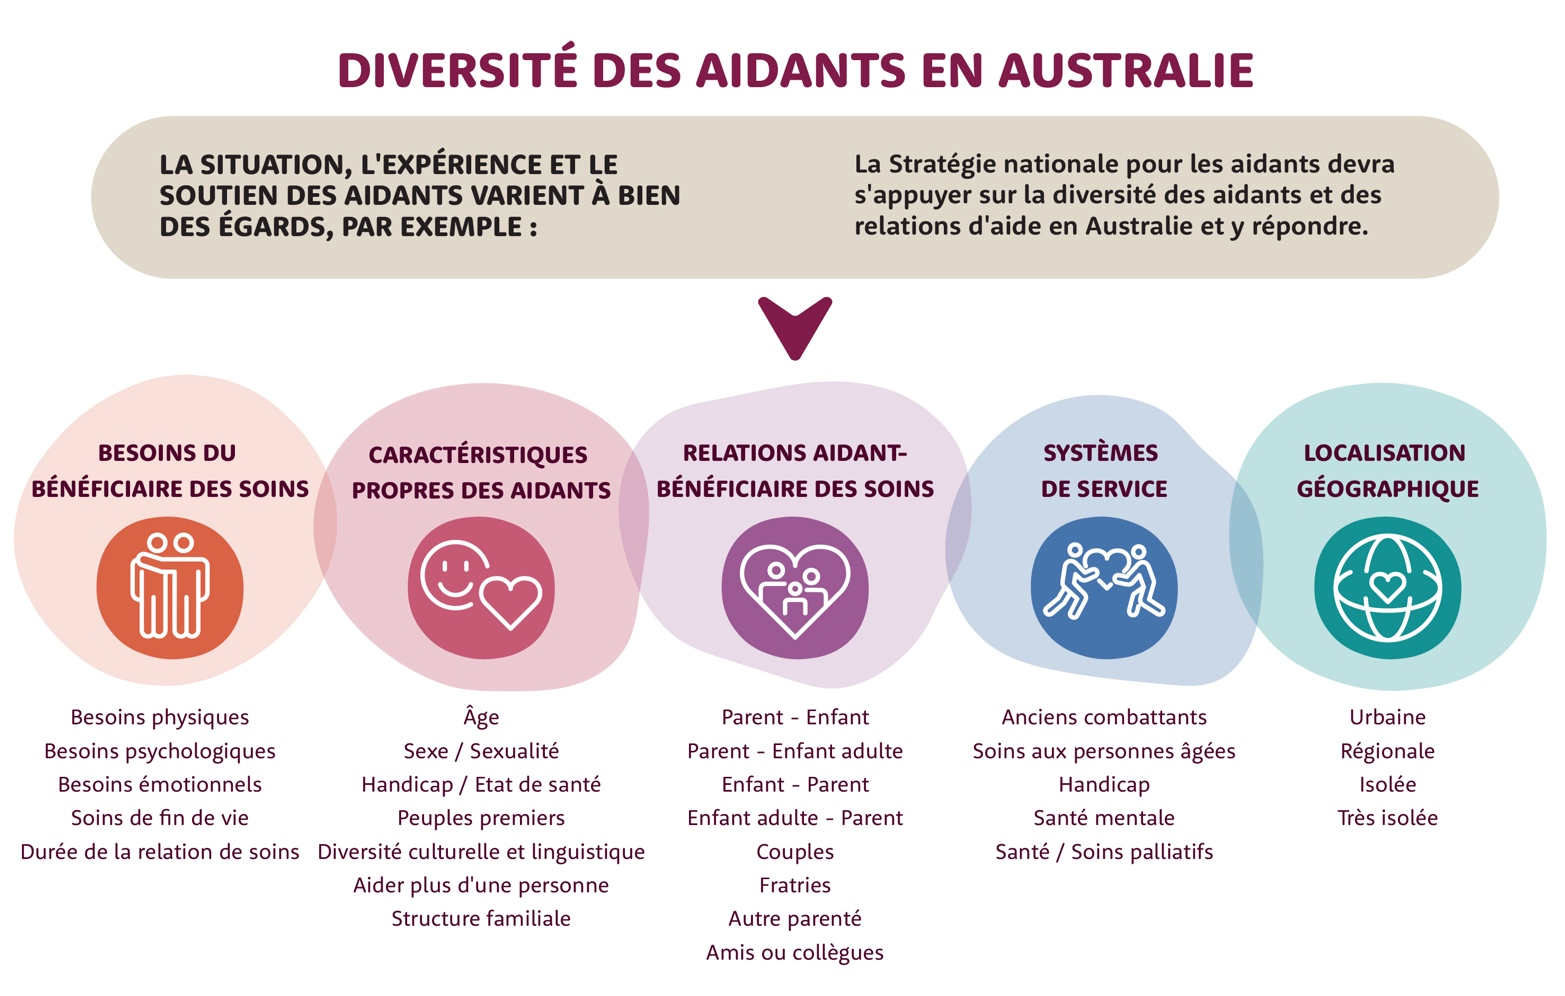 DIVERSITÉ DES AIDANTS EN AUSTRALIE
LA SITUATION, L'EXPÉRIENCE ET LE
SOUTIEN DES AIDANTS VARIENT À BIEN
DES ÉGARDS, PAR EXEMPLE :
La Stratégie nationale pour les aidants devra
s'appuyer sur la diversité des aidants et des
relations d'aide en Australie et y répondre.
BESOINS DU
BÉNÉFICIAIRE DES SOINS
Besoins physiques
Besoins psychologiques
Besoins émotionnels
Soins de fin de vie
Durée de la relation de soins
CARACTÉRISTIQUES
PROPRES DES AIDANTS
Âge
Sexe / Sexualité
Handicap / Etat de santé
Peuples premiers
Diversité culturelle et linguistique
Aider plus d'une personne
Structure familiale
RELATIONS AIDANT-
BÉNÉFICIAIRE DES SOINS
Parent - Enfant
Parent - Enfant adulte
Enfant - Parent
Enfant adulte - Parent
Couples
Fratries
Autre parenté
Amis ou collègues
SYSTÈMES
DE SERVICE
Anciens combattants
Soins aux personnes âgées
Handicap
Santé mentale
Santé / Soins palliatifs
LOCALISATION
GÉOGRAPHIQUE
Urbaine
Régionale
Isolée
Très isolée